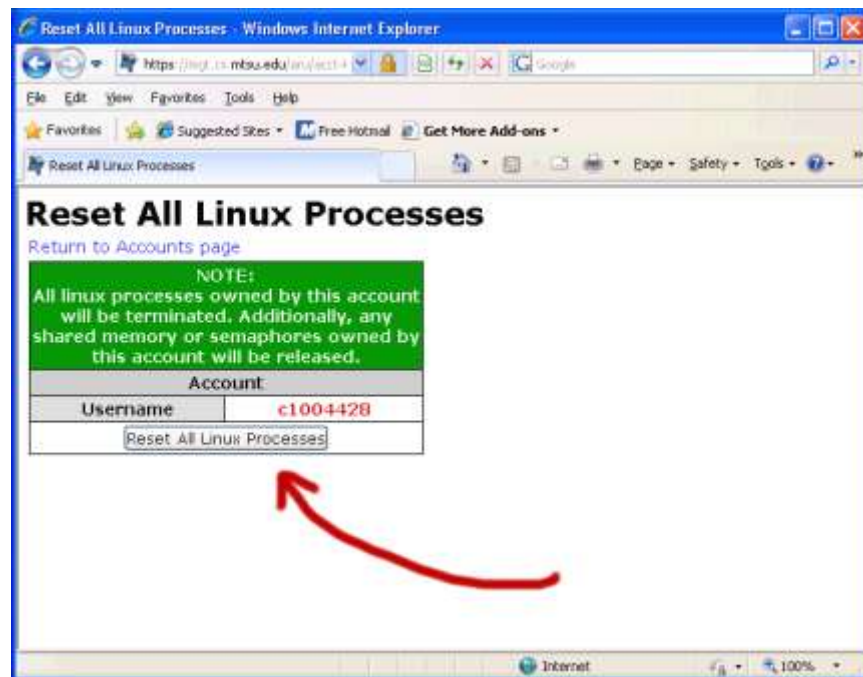 Reset All Linux Processes - Windows Internet Explorer
mtsu.edu
Google
File Edit View Favorites Tools Help
Favorites Suggested Sites Free Hotmail Get More Add-ons
Reset All Linux Processes Page Safety Tools
Reset All Linux Processes
Return to Accounts page
NOTE:
All linux processes owned by this account
will be terminated. Additionally, any
shared memory or semaphores owned by
this account will be released.
Account
Username c1004428
Reset All Linux Processes
Internet 100%